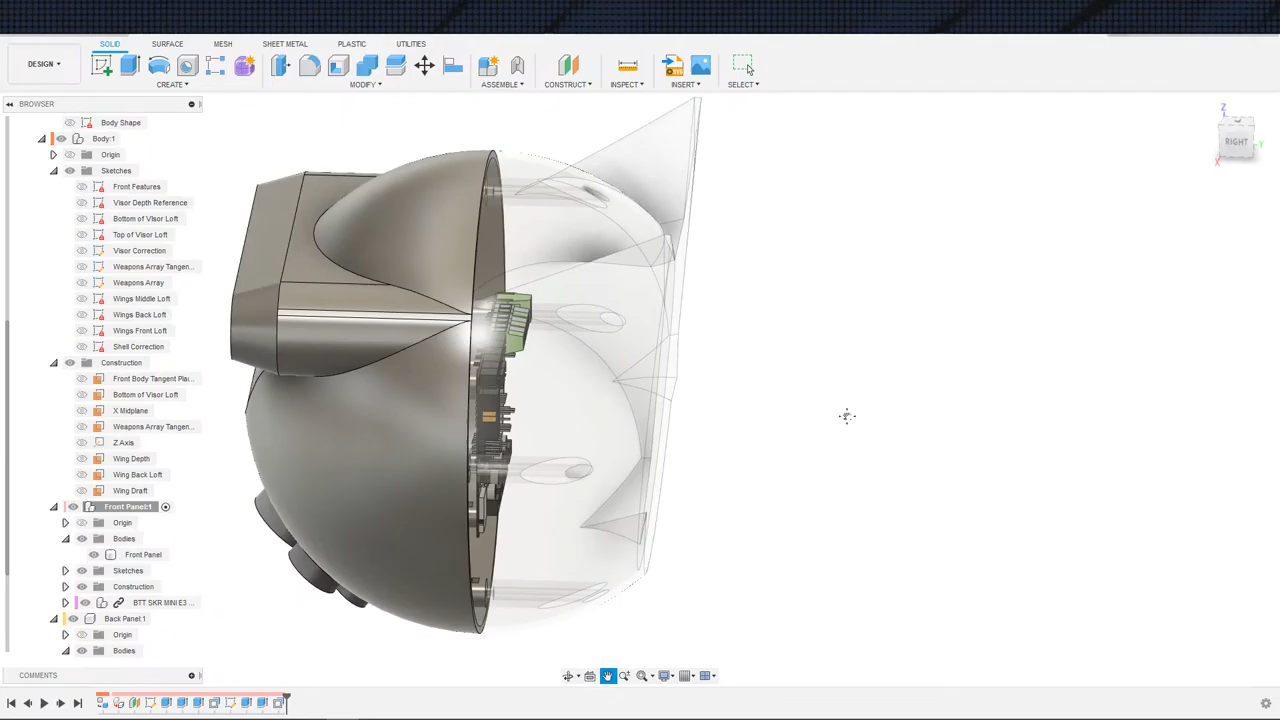 SOLID SURFACE MESH SHEET METAL PLASTIC UTILITIES
DESIGN
CREATE MODIFY ASSEMBLE CONSTRUCT INSPECT INSERT SELECT
BROWSER
Body Shape
Body:1
Origin
Sketches
Front Features
Visor Depth Reference
Bottom of Visor Loft
Top of Visor Loft
Visor Correction
Weapons Array Tangen...
Weapons Array
Wings Middle Loft
Wings Back Loft
Wings Front Loft
Shell Correction
Construction
Front Body Tangent Plan...
Bottom of Visor Loft
X Midplane
Weapons Array Tangen...
Z Axis
Wing Depth
Wing Back Loft
Wing Draft
Front Panel:1
Origin
Bodies
Front Panel
Sketches
Construction
BTT SKR MINI E3 ...
Back Panel:1
Origin
Bodies
COMMENTS
Z
RIGHT
Y
X